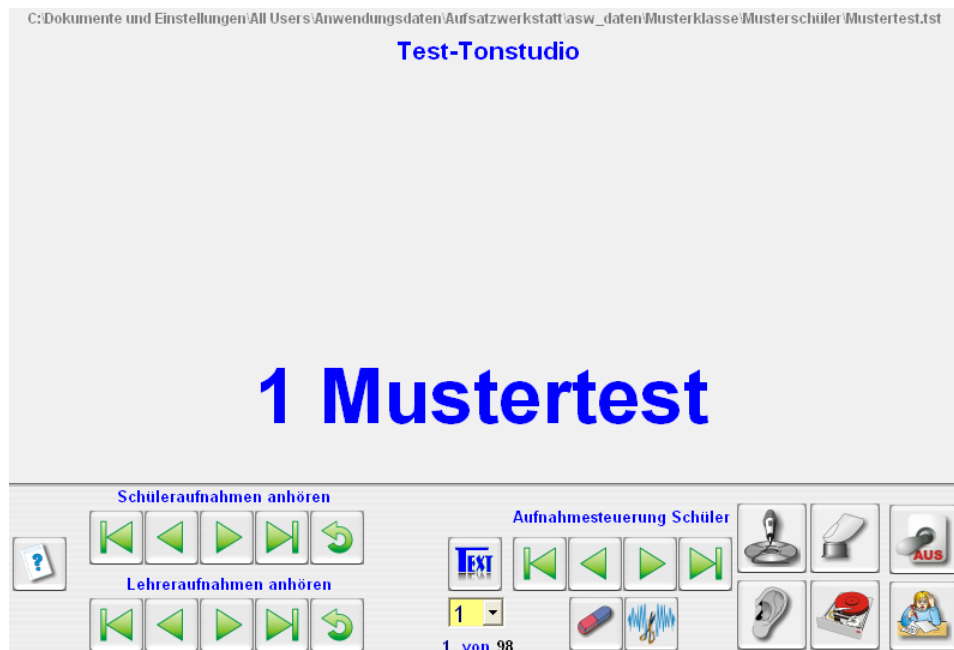 C:\Dokumente und Einstellungen\All Users\Anwendungsdaten\Aufsatzwerkstatt\asw_daten\Musterklasse\Musterschüler\Mustertest.tst
Test-Tonstudio
1 Mustertest
Schüleraufnahmen anhören
Aufnahmesteuerung Schüler
?
TEXT
AUS
Lehreraufnahmen anhören
1
1 von 98